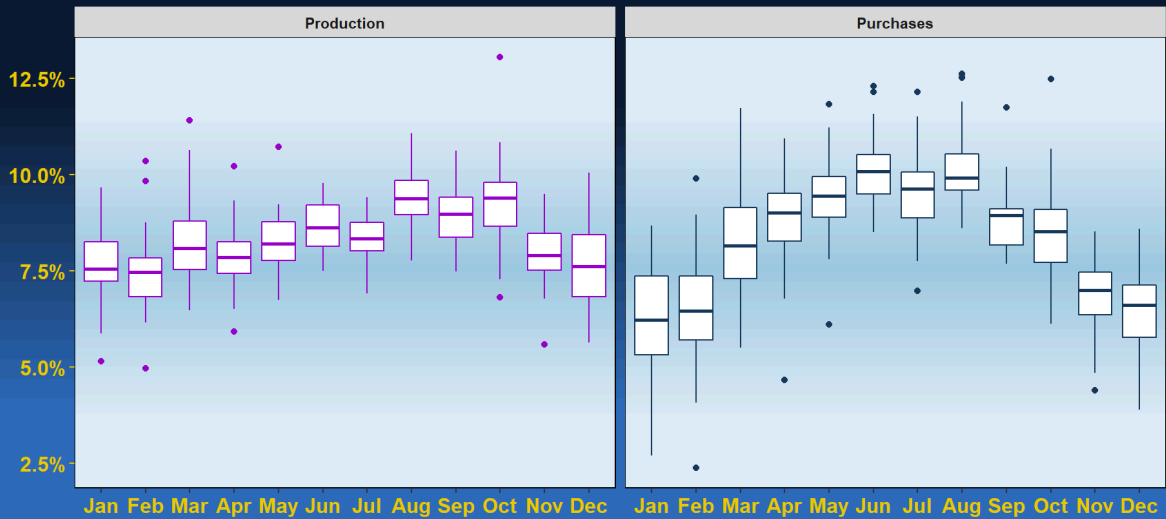 Production Purchases
12.5%
10.0%
7.5%
5.0%
2.5%
Jan Feb Mar Apr May Jun Jul Aug Sep Oct Nov Dec Jan Feb Mar Apr May Jun Jul Aug Sep Oct Nov Dec